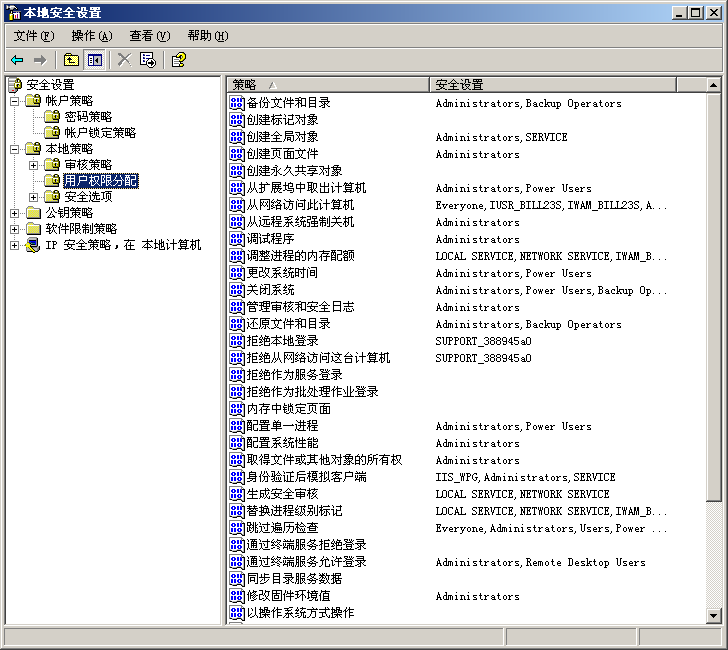 本地安全设置
文件(F) 操作(A) 查看(V) 帮助(H)
安全设置
帐户策略
密码策略
帐户锁定策略
本地策略
审核策略
用户权限分配
安全选项
公钥策略
软件限制策略
IP 安全策略，在 本地计算机
策略 安全设置
备份文件和目录 Administrators,Backup Operators
创建标记对象
创建全局对象 Administrators,SERVICE
创建页面文件 Administrators
创建永久共享对象
从扩展坞中取出计算机 Administrators,Power Users
从网络访问此计算机 Everyone,IUSR_BILL23S,IWAM_BILL23S,A...
从远程系统强制关机 Administrators
调试程序 Administrators
调整进程的内存配额 LOCAL SERVICE,NETWORK SERVICE,IWAM_B...
更改系统时间 Administrators,Power Users
关闭系统 Administrators,Power Users,Backup Op...
管理审核和安全日志 Administrators
还原文件和目录 Administrators,Backup Operators
拒绝本地登录 SUPPORT_388945a0
拒绝从网络访问这台计算机 SUPPORT_388945a0
拒绝作为服务登录
拒绝作为批处理作业登录
内存中锁定页面
配置单一进程 Administrators,Power Users
配置系统性能 Administrators
取得文件或其他对象的所有权 Administrators
身份验证后模拟客户端 IIS_WPG,Administrators,SERVICE
生成安全审核 LOCAL SERVICE,NETWORK SERVICE
替换进程级别标记 LOCAL SERVICE,NETWORK SERVICE,IWAM_B...
跳过遍历检查 Everyone,Administrators,Users,Power ...
通过终端服务拒绝登录
通过终端服务允许登录 Administrators,Remote Desktop Users
同步目录服务数据
修改固件环境值 Administrators
以操作系统方式操作